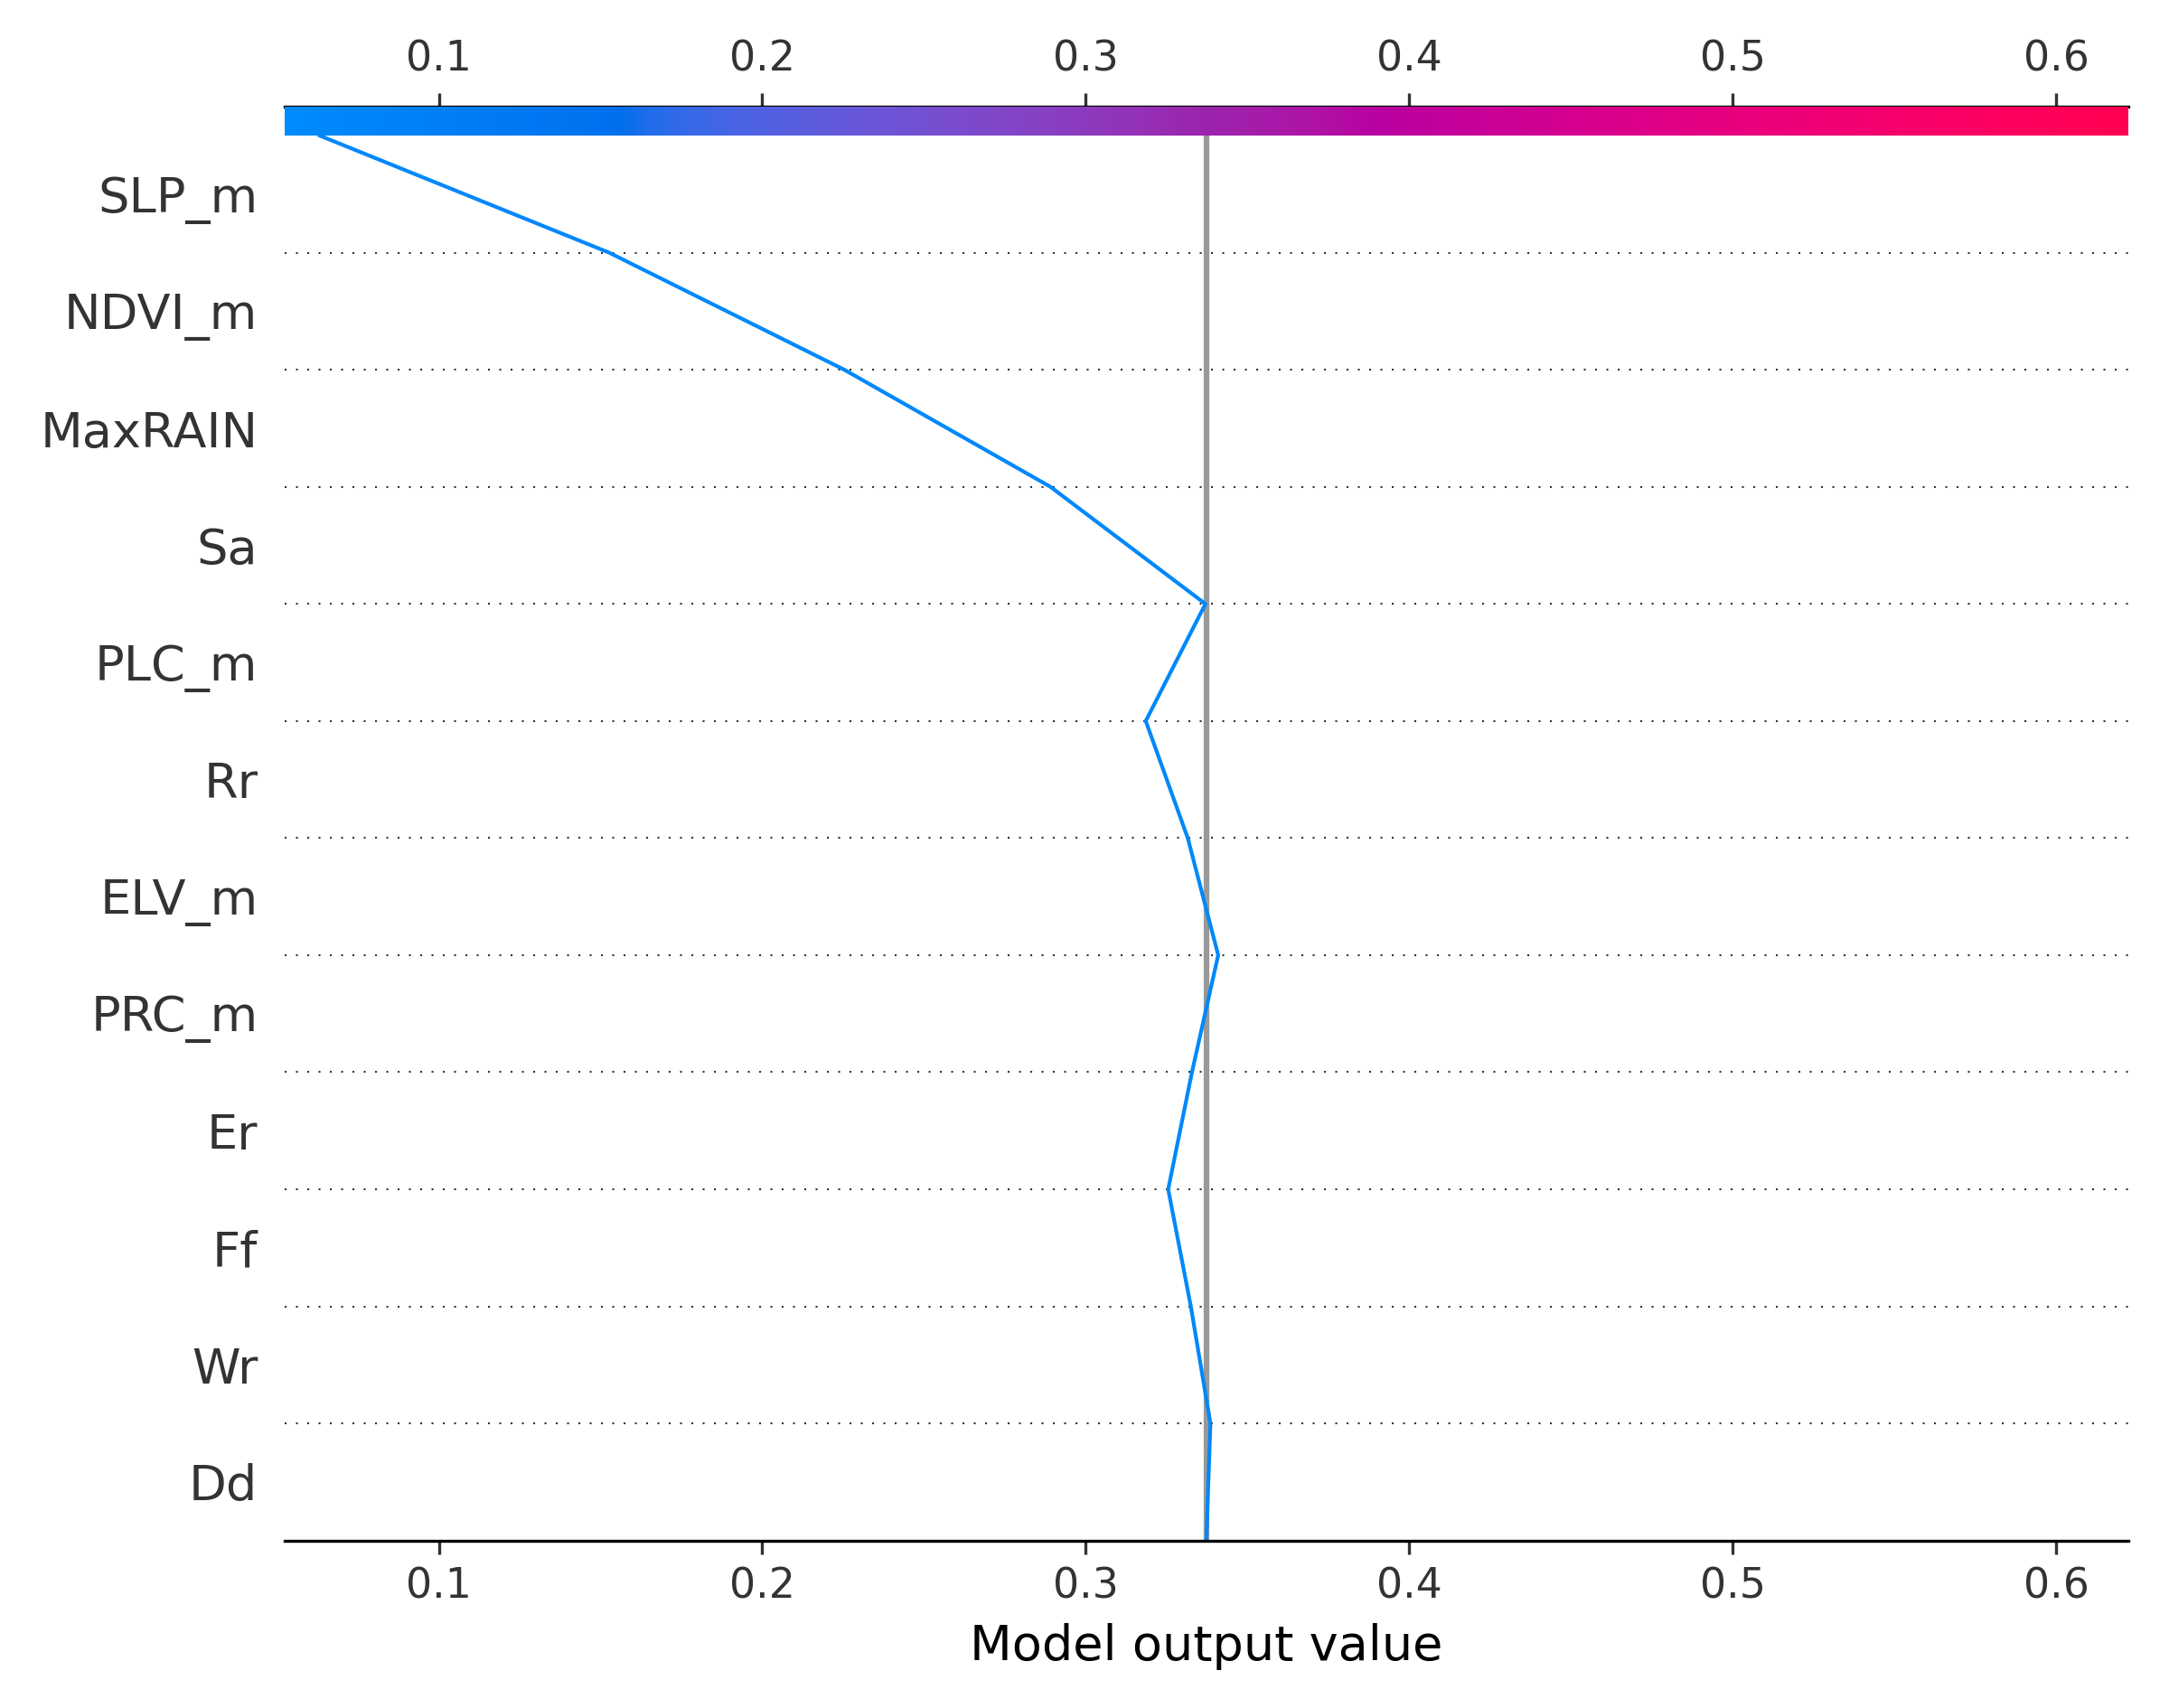 0.1 0.2 0.3 0.4 0.5 0.6
SLP_m
NDVI_m
MaxRAIN
Sa
PLC_m
Rr
ELV_m
PRC_m
Er
Ff
Wr
Dd
0.1 0.2 0.3 0.4 0.5 0.6
Model output value